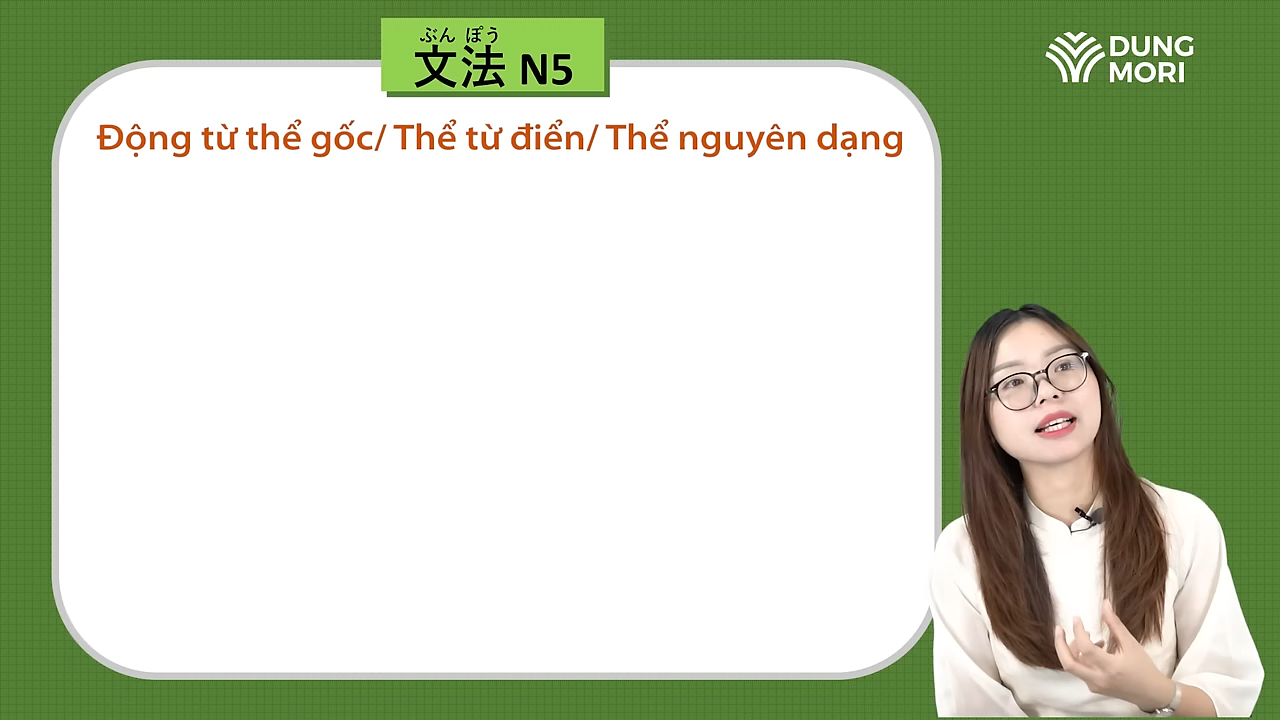 ぶん ぽう
文法 N5
DUNG
MORI
Động từ thể gốc/ Thể từ điển/ Thể nguyên dạng